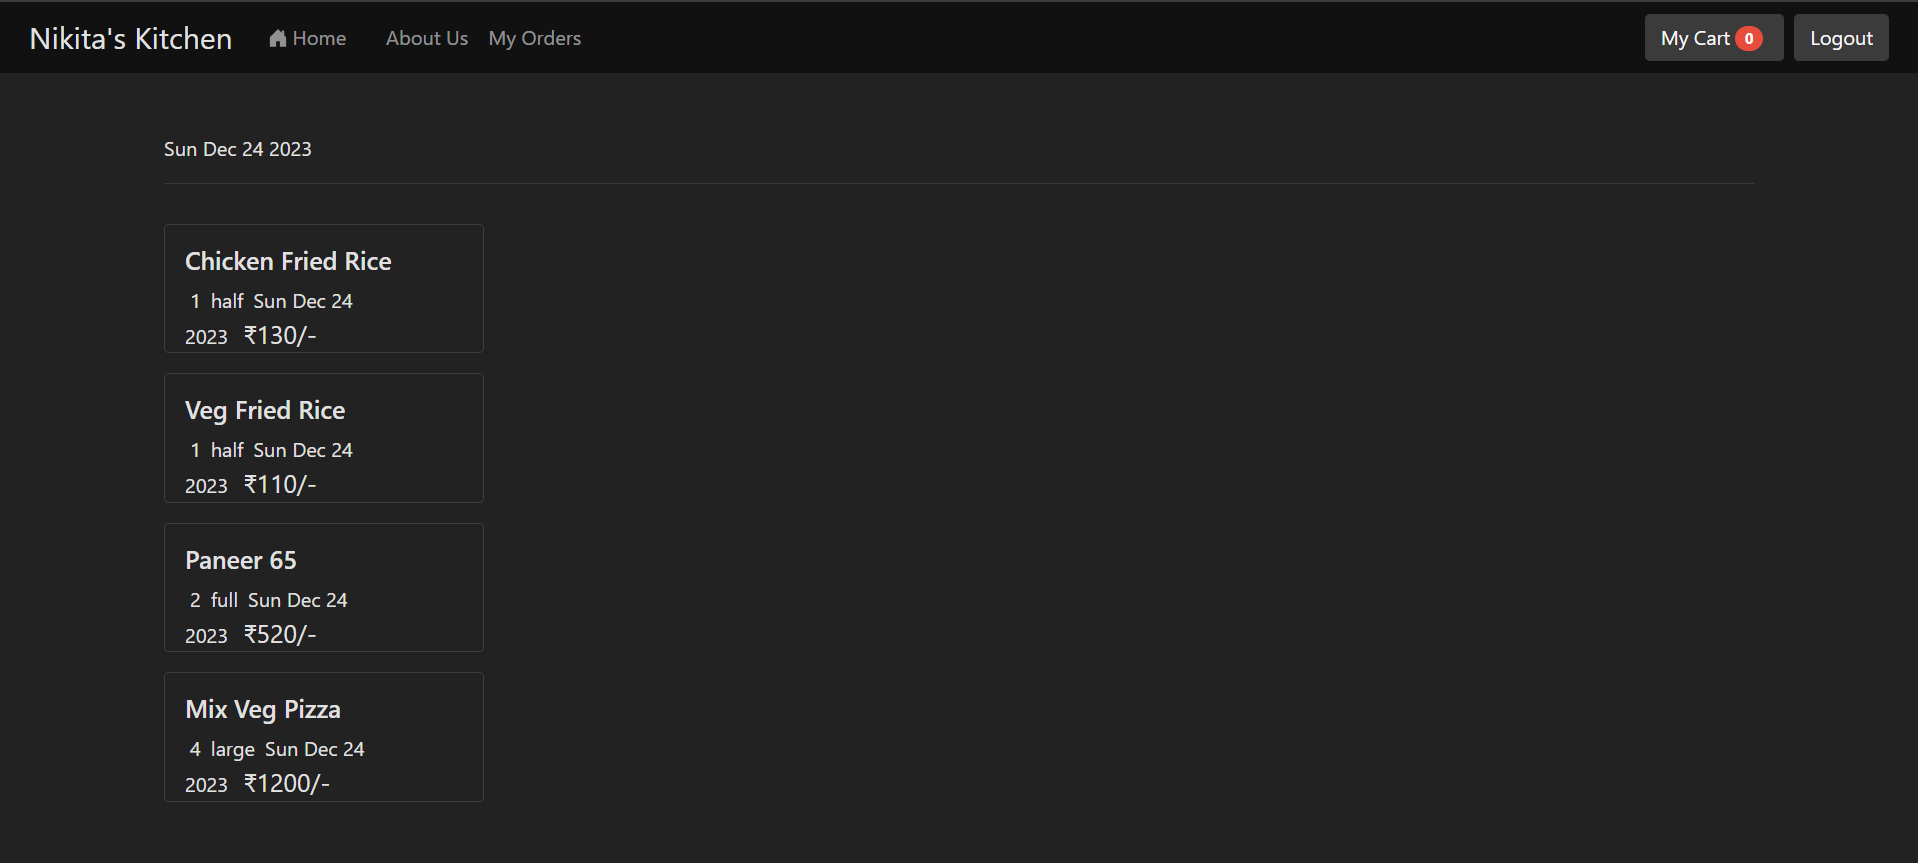 Nikita's Kitchen Home About Us My Orders My Cart 0 Logout
Sun Dec 24 2023
Chicken Fried Rice
1 half Sun Dec 24
2023 ₹130/-
Veg Fried Rice
1 half Sun Dec 24
2023 ₹110/-
Paneer 65
2 full Sun Dec 24
2023 ₹520/-
Mix Veg Pizza
4 large Sun Dec 24
2023 ₹1200/-